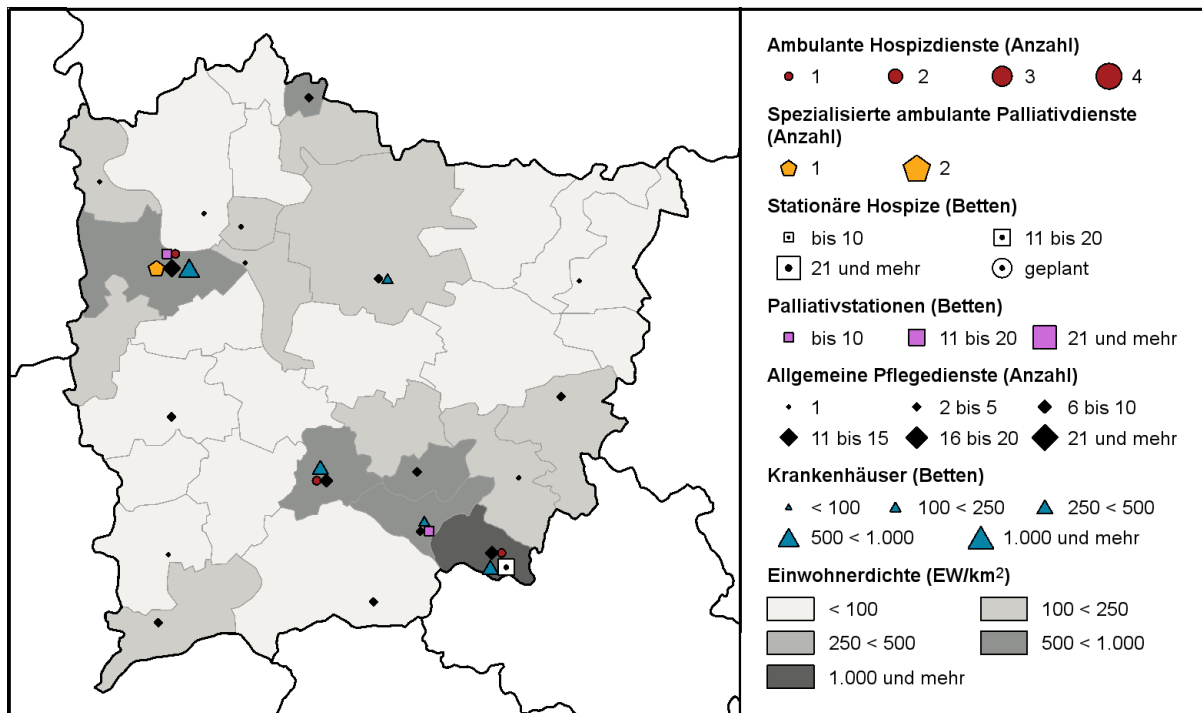 Ambulante Hospizdienste (Anzahl)
1 2 3 4
Spezialisierte ambulante Palliativdienste
(Anzahl)
1 2
Stationäre Hospize (Betten)
bis 10 11 bis 20
21 und mehr geplant
Palliativstationen (Betten)
bis 10 11 bis 20 21 und mehr
Allgemeine Pflegedienste (Anzahl)
1 2 bis 5 6 bis 10
11 bis 15 16 bis 20 21 und mehr
Krankenhäuser (Betten)
< 100 100 < 250 250 < 500
500 < 1.000 1.000 und mehr
Einwohnerdichte (EW/km²)
< 100 100 < 250
250 < 500 500 < 1.000
1.000 und mehr